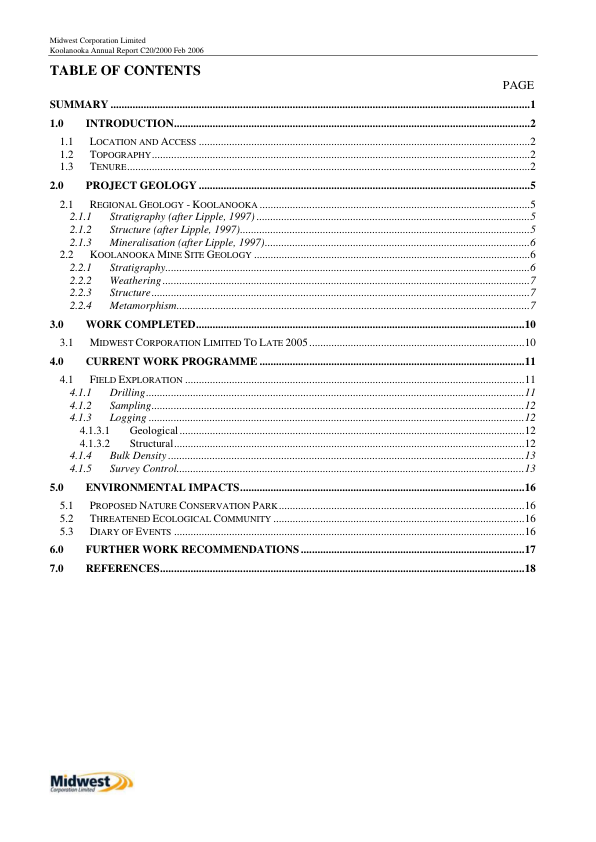 Midwest Corporation Limited
Koolanooka Annual Report C20/2000 Feb 2006
TABLE OF CONTENTS
PAGE
SUMMARY ... 1
1.0 INTRODUCTION ... 2
1.1 LOCATION AND ACCESS ... 2
1.2 TOPOGRAPHY ... 2
1.3 TENURE ... 2
2.0 PROJECT GEOLOGY ... 5
2.1 REGIONAL GEOLOGY - KOOLANOOKA ... 5
2.1.1 Stratigraphy (after Lipple, 1997) ... 5
2.1.2 Structure (after Lipple, 1997) ... 5
2.1.3 Mineralisation (after Lipple, 1997) ... 6
2.2 KOOLANOOKA MINE SITE GEOLOGY ... 6
2.2.1 Stratigraphy ... 6
2.2.2 Weathering ... 7
2.2.3 Structure ... 7
2.2.4 Metamorphism ... 7
3.0 WORK COMPLETED ... 10
3.1 MIDWEST CORPORATION LIMITED TO LATE 2005 ... 10
4.0 CURRENT WORK PROGRAMME ... 11
4.1 FIELD EXPLORATION ... 11
4.1.1 Drilling ... 11
4.1.2 Sampling ... 12
4.1.3 Logging ... 12
4.1.3.1 Geological ... 12
4.1.3.2 Structural ... 12
4.1.4 Bulk Density ... 13
4.1.5 Survey Control ... 13
5.0 ENVIRONMENTAL IMPACTS ... 16
5.1 PROPOSED NATURE CONSERVATION PARK ... 16
5.2 THREATENED ECOLOGICAL COMMUNITY ... 16
5.3 DIARY OF EVENTS ... 16
6.0 FURTHER WORK RECOMMENDATIONS ... 17
7.0 REFERENCES ... 18
Midwest
Corporation Limited